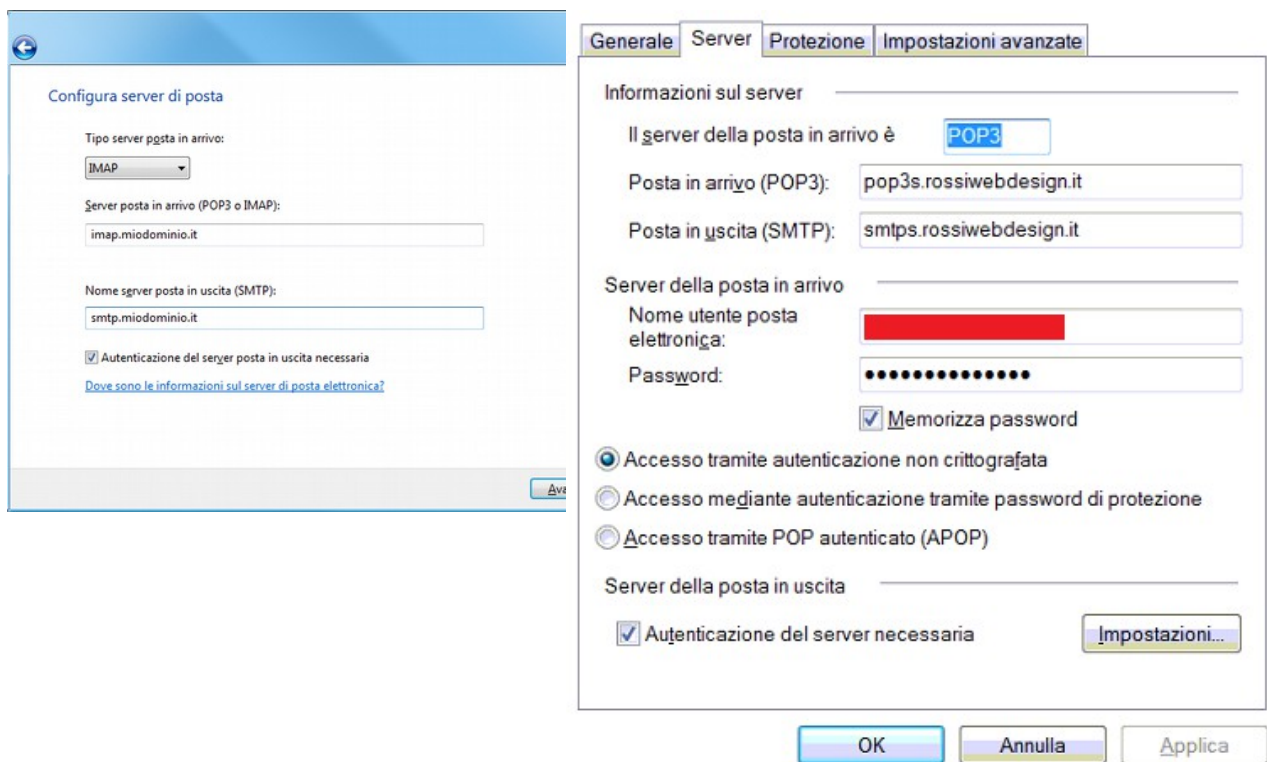 Configura server di posta
Tipo server posta in arrivo:
IMAP
Server posta in arrivo (POP3 o IMAP):
imap.miodominio.it
Nome server posta in uscita (SMTP):
smtp.miodominio.it
Autenticazione del server posta in uscita necessaria
Dove sono le informazioni sul server di posta elettronica?
Generale Server Protezione Impostazioni avanzate
Informazioni sul server
Il server della posta in arrivo è POP3
Posta in arrivo (POP3): pop3s.rossiwebdesign.it
Posta in uscita (SMTP): smtps.rossiwebdesign.it
Server della posta in arrivo
Nome utente posta
elettronica:
Password: ••••••••••••••
Memorizza password
Accesso tramite autenticazione non crittografata
Accesso mediante autenticazione tramite password di protezione
Accesso tramite POP autenticato (APOP)
Server della posta in uscita
Autenticazione del server necessaria Impostazioni...
OK Annulla Applica